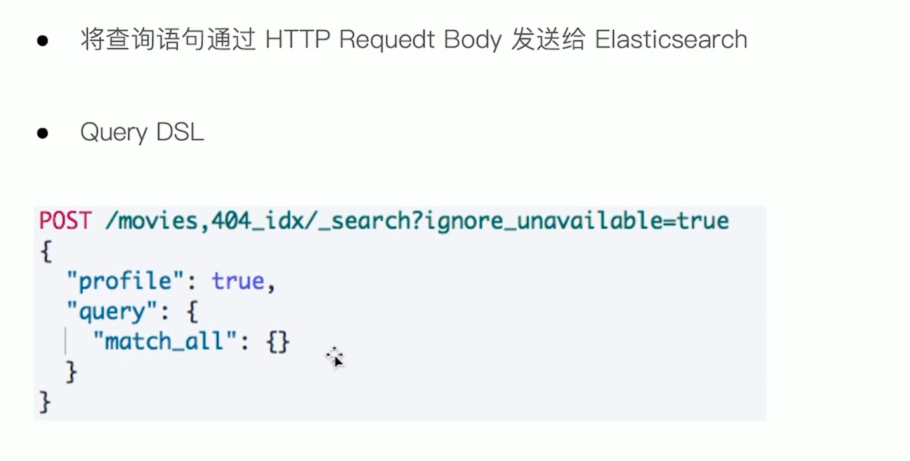 ● 将查询语句通过 HTTP Requedt Body 发送给 Elasticsearch
● Query DSL
POST /movies,404_idx/_search?ignore_unavailable=true
{
  "profile": true,
  "query": {
    "match_all": {}
  }
}